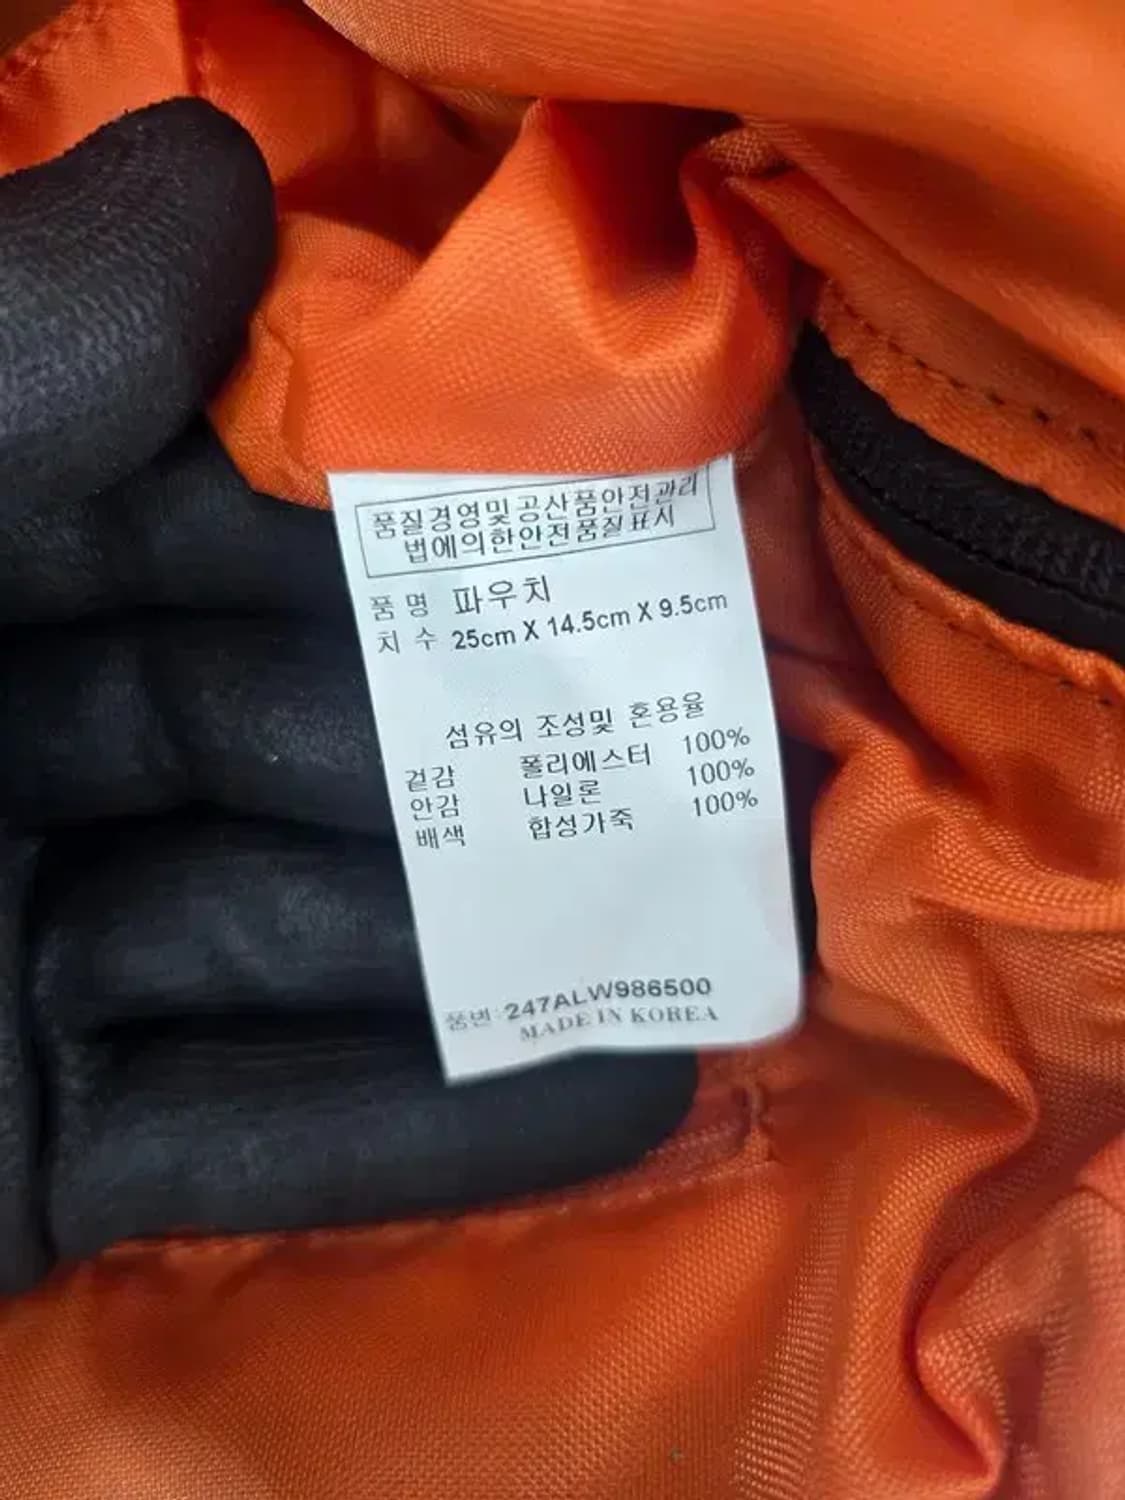 품질경영및공산품안전관리
법에의한안전품질표시
품 명 파우치
치 수 25cm X 14.5cm X 9.5cm
섬유의 조성및 혼용율
겉감 폴리에스터 100%
안감 나일론 100%
배색 합성가죽 100%
품번 247ALW986500
MADE IN KOREA